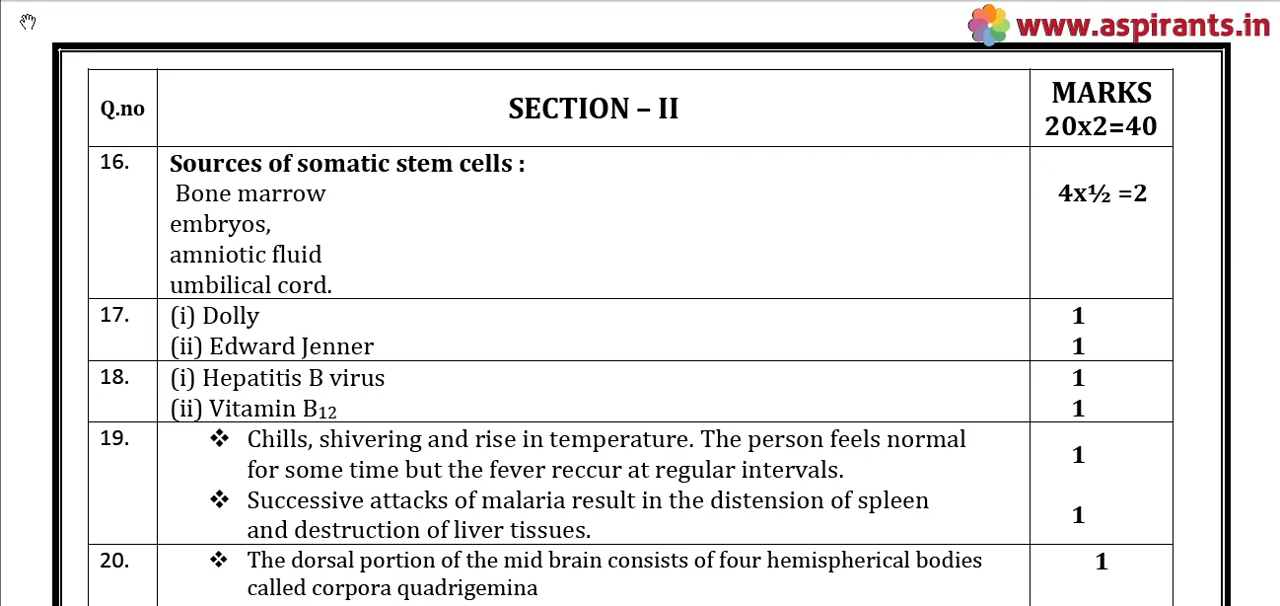 www.aspirants.in
Q.no
SECTION – II
MARKS
20x2=40
16.
Sources of somatic stem cells :
Bone marrow
embryos,
amniotic fluid
umbilical cord.
4x½ =2
17.
(i) Dolly
1
(ii) Edward Jenner
1
18.
(i) Hepatitis B virus
1
(ii) Vitamin B12
1
19.
❖ Chills, shivering and rise in temperature. The person feels normal
for some time but the fever reccur at regular intervals.
1
❖ Successive attacks of malaria result in the distension of spleen
and destruction of liver tissues.
1
20.
❖ The dorsal portion of the mid brain consists of four hemispherical bodies
called corpora quadrigemina
1